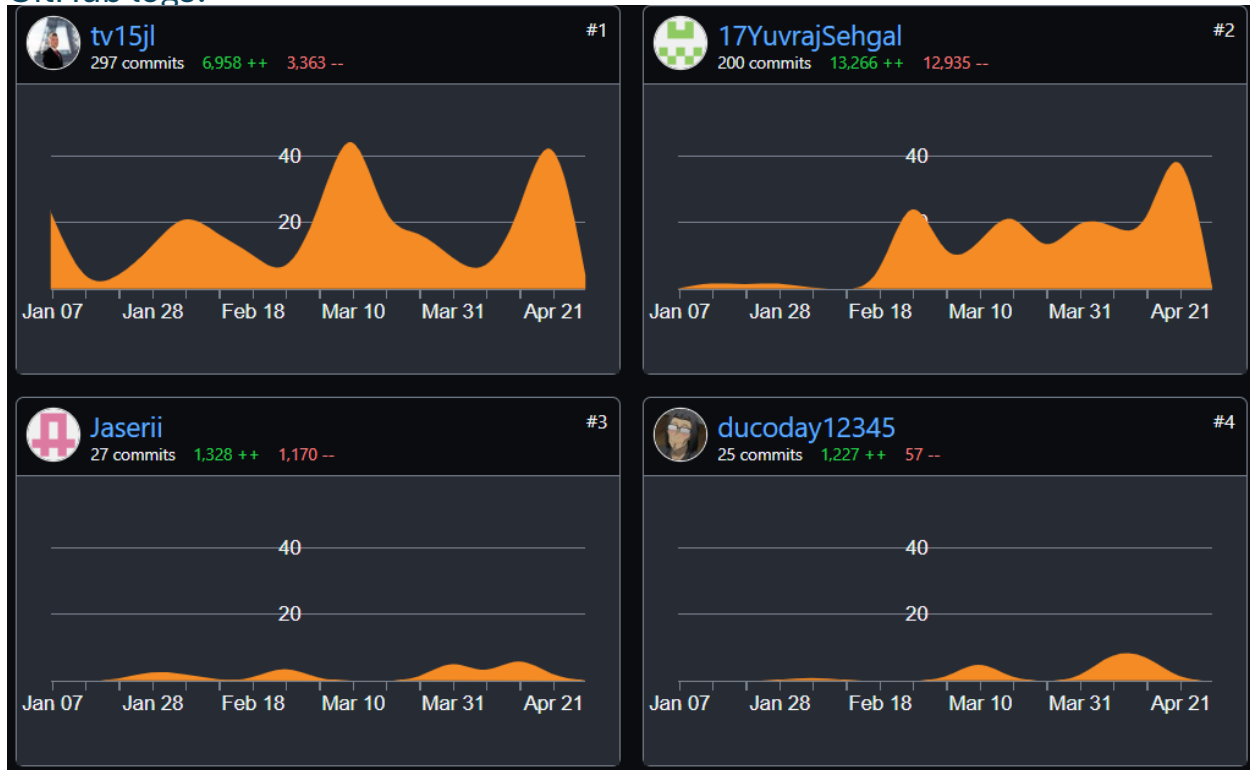 GitHub logs:
tv15jl
#1
297 commits 6,958 ++ 3,363 --
40
20
Jan 07 Jan 28 Feb 18 Mar 10 Mar 31 Apr 21
17YuvrajSehgal
#2
200 commits 13,266 ++ 12,935 --
40
Jan 07 Jan 28 Feb 18 Mar 10 Mar 31 Apr 21
Jaserii
#3
27 commits 1,328 ++ 1,170 --
40
20
Jan 07 Jan 28 Feb 18 Mar 10 Mar 31 Apr 21
ducoday12345
#4
25 commits 1,227 ++ 57 --
40
20
Jan 07 Jan 28 Feb 18 Mar 10 Mar 31 Apr 21